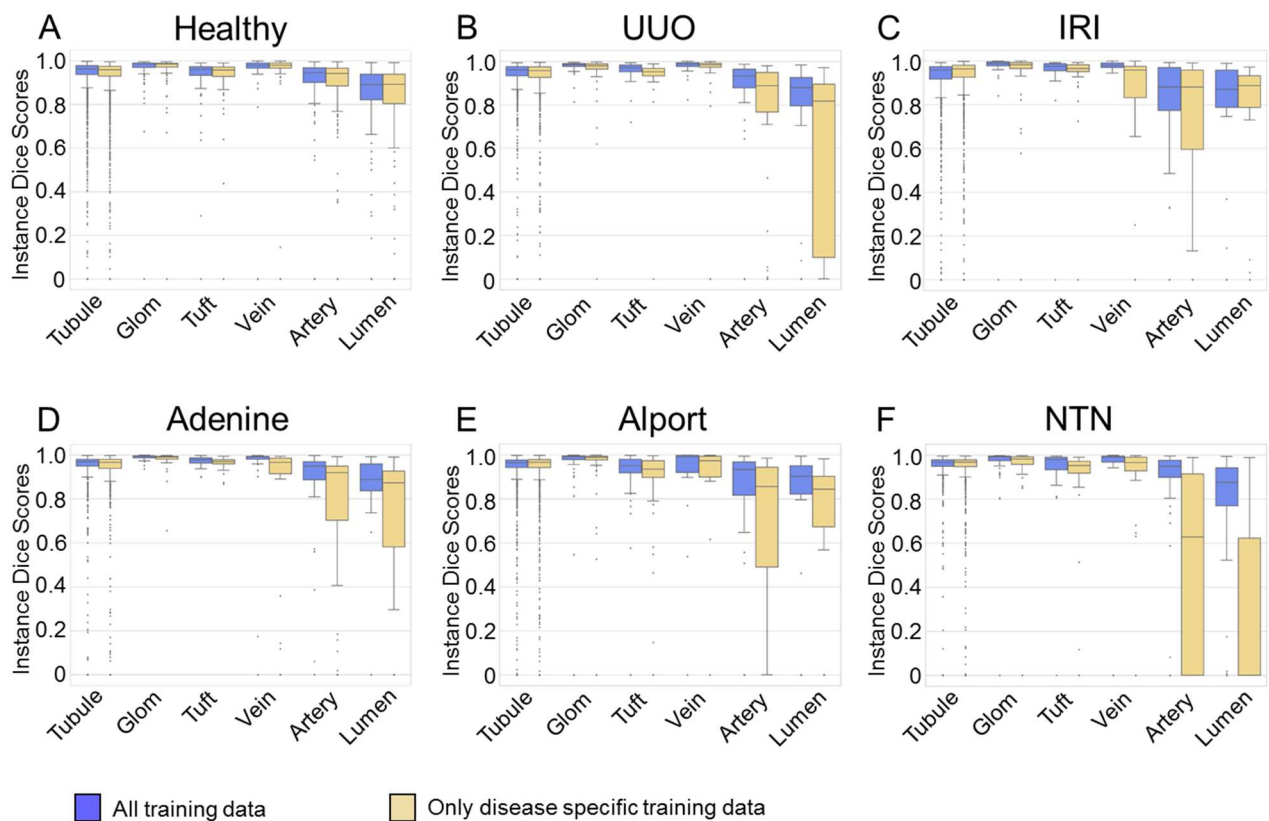 A Healthy
Instance Dice Scores
1.0
0.8
0.6
0.4
0.2
0
Tubule Glom Tuft Vein Artery Lumen
B UUO
Instance Dice Scores
1.0
0.8
0.6
0.4
0.2
0
Tubule Glom Tuft Vein Artery Lumen
C IRI
Instance Dice Scores
1.0
0.8
0.6
0.4
0.2
0
Tubule Glom Tuft Vein Artery Lumen
D Adenine
Instance Dice Scores
1.0
0.8
0.6
0.4
0.2
0
Tubule Glom Tuft Vein Artery Lumen
E Alport
Instance Dice Scores
1.0
0.8
0.6
0.4
0.2
0
Tubule Glom Tuft Vein Artery Lumen
F NTN
Instance Dice Scores
1.0
0.8
0.6
0.4
0.2
0
Tubule Glom Tuft Vein Artery Lumen
All training data
Only disease specific training data